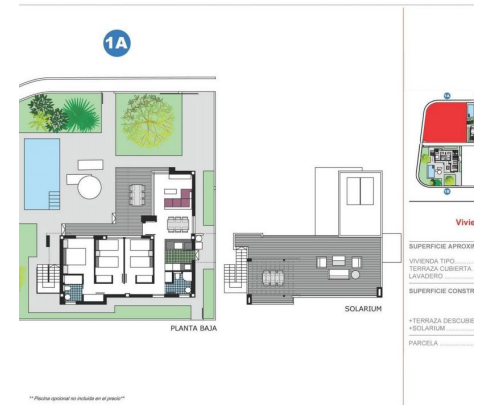 1A
PLANTA BAJA
SOLARIUM
** Piscina opcional no incluida en el precio**
1A
Vivie
SUPERFICIE APROXIM
VIVIENDA TIPO
TERRAZA CUBIERTA
LAVADERO
SUPERFICIE CONSTR
+TERRAZA DESCUBIE
+SOLARIUM
PARCELA